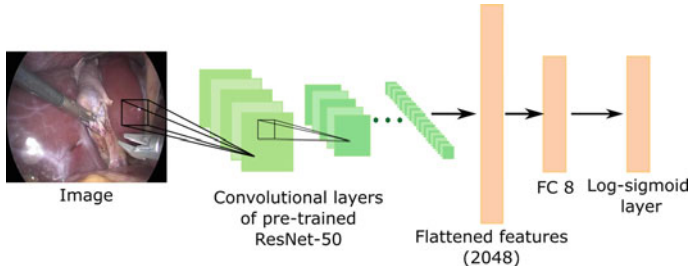 Image
Convolutional layers
of pre-trained
ResNet-50
Flattened features
(2048)
FC 8
Log-sigmoid
layer